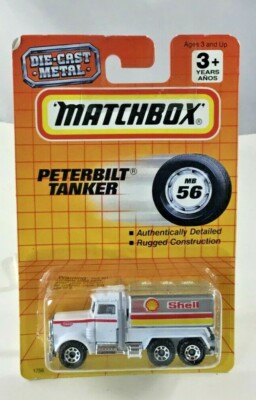 DIE-CAST
METAL
Ages 3 and Up
3+
YEARS
AÑOS
MATCHBOX®
PETERBILT®
TANKER
MB
56
■ Authentically Detailed
■ Rugged Construction
Shell